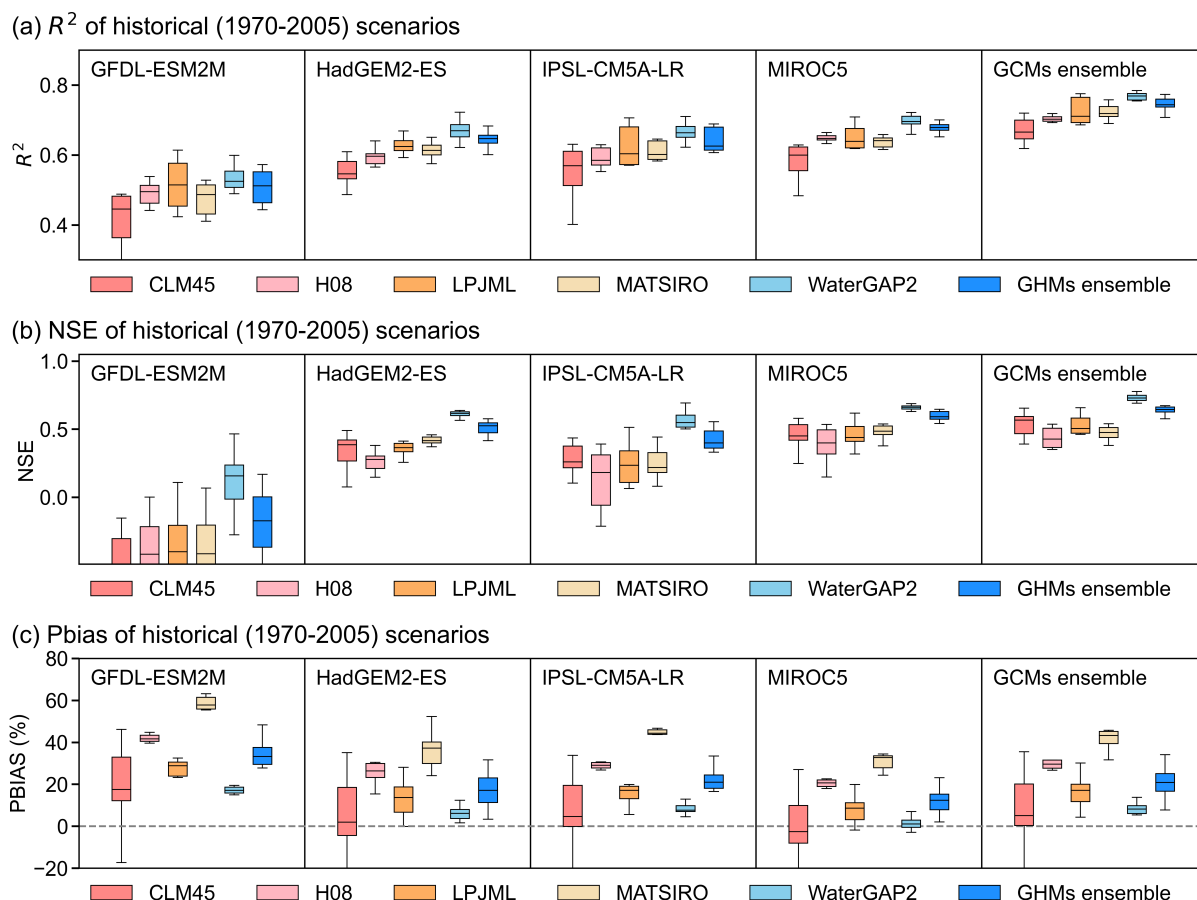 (a) R² of historical (1970-2005) scenarios
GFDL-ESM2M HadGEM2-ES IPSL-CM5A-LR MIROC5 GCMs ensemble
0.8
0.6
0.4
R²
CLM45 H08 LPJML MATSIRO WaterGAP2 GHMs ensemble
(b) NSE of historical (1970-2005) scenarios
1.0
GFDL-ESM2M HadGEM2-ES IPSL-CM5A-LR MIROC5 GCMs ensemble
0.5
0.0
NSE
CLM45 H08 LPJML MATSIRO WaterGAP2 GHMs ensemble
(c) Pbias of historical (1970-2005) scenarios
80
GFDL-ESM2M HadGEM2-ES IPSL-CM5A-LR MIROC5 GCMs ensemble
60
40
20
0
−20
PBIAS (%)
CLM45 H08 LPJML MATSIRO WaterGAP2 GHMs ensemble